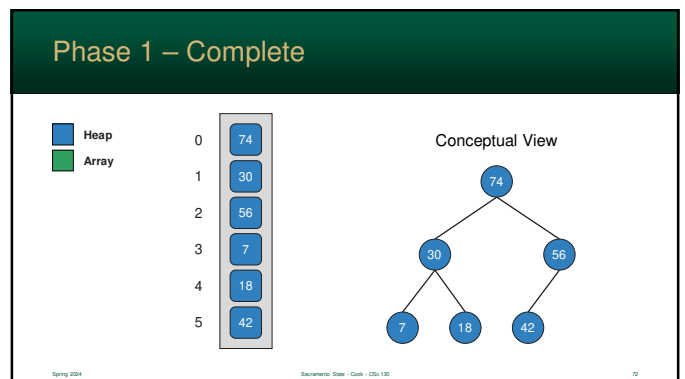 Phase 1 – Complete
Heap
Array
0 74
1 30
2 56
3 7
4 18
5 42
Conceptual View
74
30 56
7 18 42
Spring 2024 Sacramento State - Cook - CSc 130 72